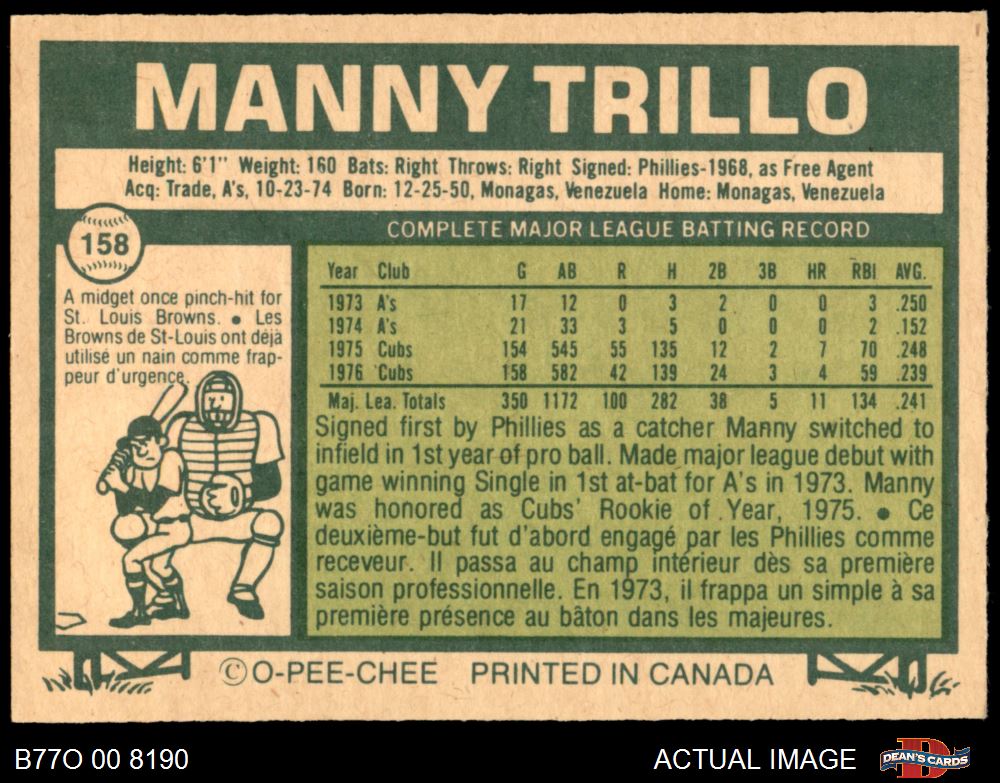 MANNY TRILLO
Height: 6'1" Weight: 160 Bats: Right Throws: Right Signed: Phillies-1968, as Free Agent
Acq: Trade, A's, 10-23-74 Born: 12-25-50, Monagas, Venezuela Home: Monagas, Venezuela
158
A midget once pinch-hit for
St. Louis Browns. ● Les
Browns de St-Louis ont déjà
utilisé un nain comme frap-
peur d'urgence.
COMPLETE MAJOR LEAGUE BATTING RECORD
Year Club G AB R H 2B 3B HR RBI AVG.
1973 A's 17 12 0 3 2 0 0 3 .250
1974 A's 21 33 3 5 0 0 0 2 .152
1975 Cubs 154 545 55 135 12 2 7 70 .248
1976 Cubs 158 582 42 139 24 3 4 59 .239
Maj. Lea. Totals 350 1172 100 282 38 5 11 134 .241
Signed first by Phillies as a catcher Manny switched to
infield in 1st year of pro ball. Made major league debut with
game winning Single in 1st at-bat for A's in 1973. Manny
was honored as Cubs' Rookie of Year, 1975. ● Ce
deuxième-but fut d'abord engagé par les Phillies comme
receveur. Il passa au champ intérieur dès sa première
saison professionnelle. En 1973, il frappa un simple à sa
première présence au bâton dans les majeures.
©O-PEE-CHEE PRINTED IN CANADA
B77O 00 8190
ACTUAL IMAGE
D
DEAN'S CARDS